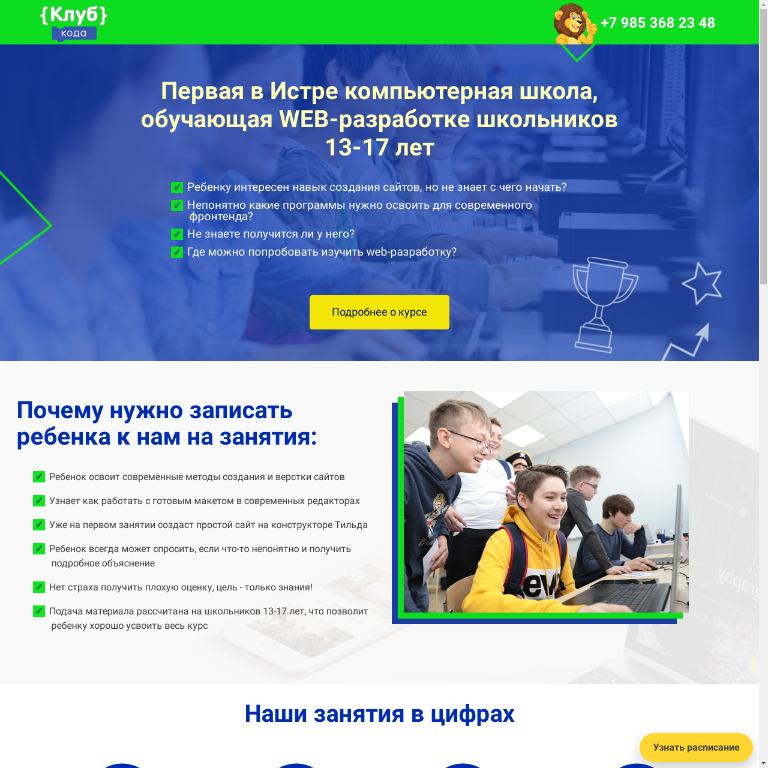 {Клуб}
кода
+7 985 368 23 48
Первая в Истре компьютерная школа,
обучающая WEB-разработке школьников
13-17 лет
Ребенку интересен навык создания сайтов, но не знает с чего начать?
Непонятно какие программы нужно освоить для современного
фронтенда?
Не знаете получится ли у него?
Где можно попробовать изучить web-разработку?
Подробнее о курсе
Почему нужно записать
ребенка к нам на занятия:
Ребенок освоит современные методы создания и верстки сайтов
Узнает как работать с готовым макетом в современных редакторах
Уже на первом занятии создаст простой сайт на конструкторе Тильда
Ребенок всегда может спросить, если что-то непонятно и получить
подробное объяснение
Нет страха получить плохую оценку, цель - только знания!
Подача материала рассчитана на школьников 13-17 лет, что позволит
ребенку хорошо усвоить весь курс
Наши занятия в цифрах
Узнать расписание